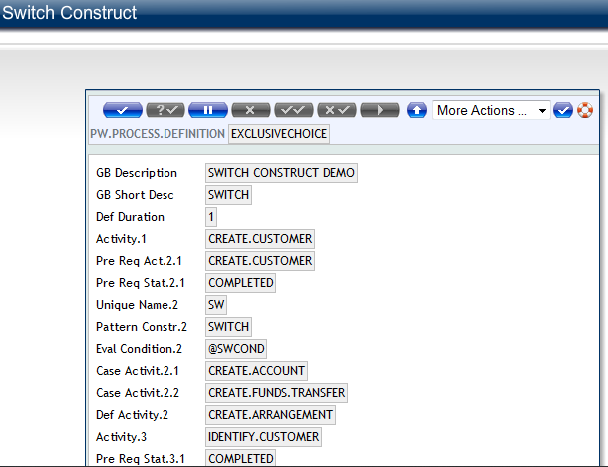 Switch Construct
More Actions ...
PW.PROCESS.DEFINITION EXCLUSIVECHOICE
GB Description SWITCH CONSTRUCT DEMO
GB Short Desc SWITCH
Def Duration 1
Activity.1 CREATE.CUSTOMER
Pre Req Act.2.1 CREATE.CUSTOMER
Pre Req Stat.2.1 COMPLETED
Unique Name.2 SW
Pattern Constr.2 SWITCH
Eval Condition.2 @SWCOND
Case Activit.2.1 CREATE.ACCOUNT
Case Activit.2.2 CREATE.FUNDS.TRANSFER
Def Activity.2 CREATE.ARRANGEMENT
Activity.3 IDENTIFY.CUSTOMER
Pre Req Stat.3.1 COMPLETED